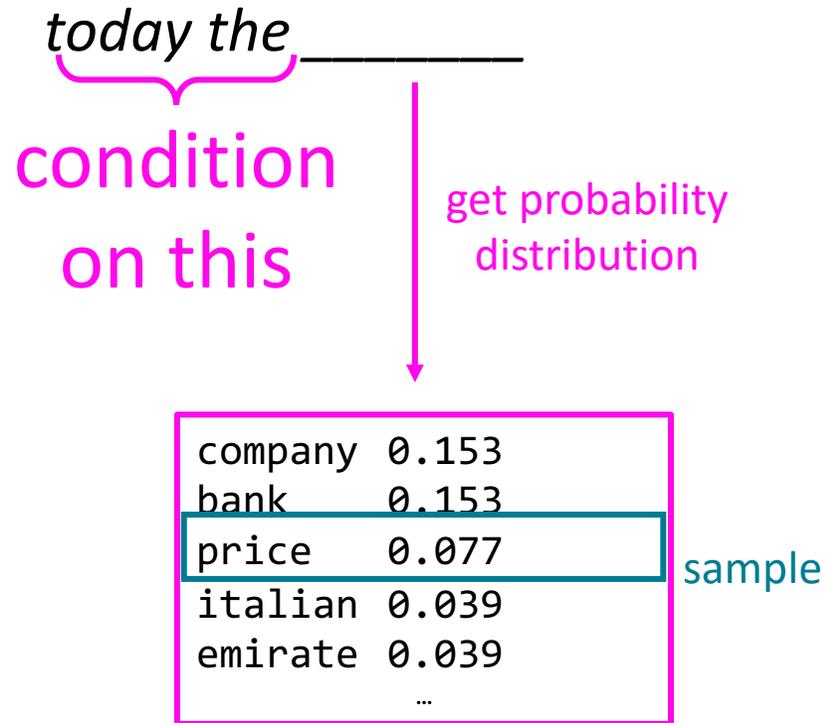 today the _______
condition
on this
get probability
distribution
company 0.153
bank 0.153
price 0.077
italian 0.039
emirate 0.039
…
sample